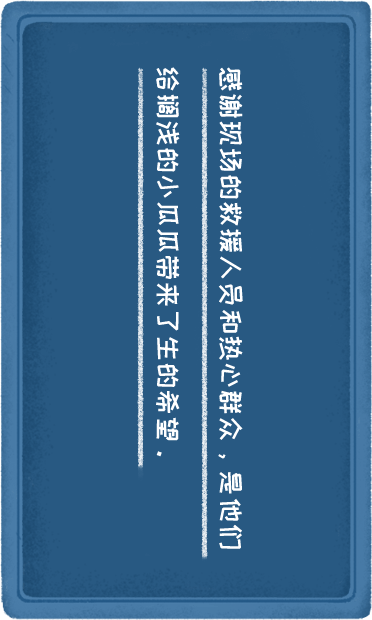 感谢现场的救援人员和热心群众，是他们
给搁浅的小瓜瓜带来了生的希望.